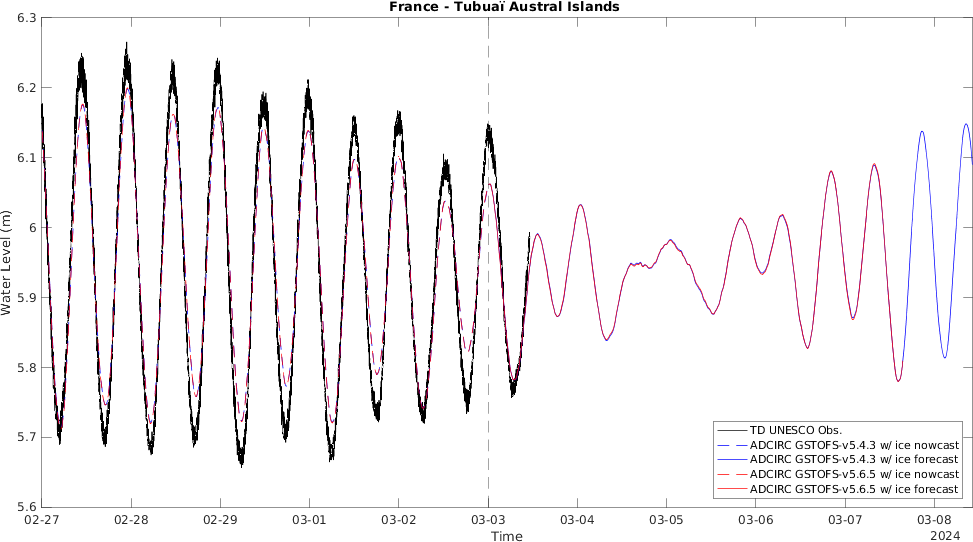 France - Tubuaï Austral Islands
6.3
6.2
6.1
6
5.9
5.8
5.7
5.6
Water Level (m)
TD UNESCO Obs.
ADCIRC GSTOFS-v5.4.3 w/ ice nowcast
ADCIRC GSTOFS-v5.4.3 w/ ice forecast
ADCIRC GSTOFS-v5.6.5 w/ ice nowcast
ADCIRC GSTOFS-v5.6.5 w/ ice forecast
02-27 02-28 02-29 03-01 03-02 03-03 03-04 03-05 03-06 03-07 03-08
Time
2024